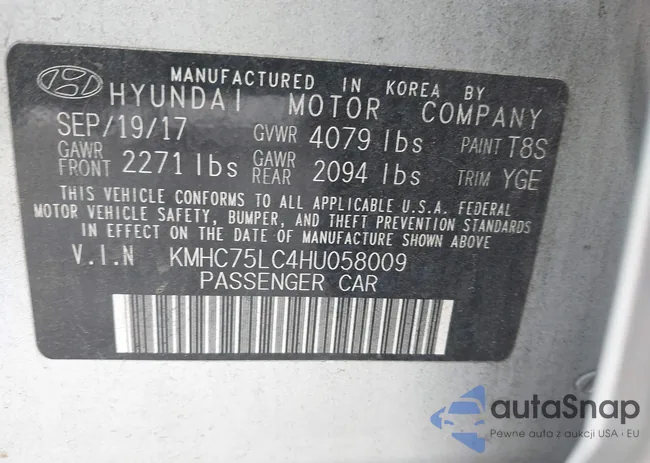 MANUFACTURED IN KOREA BY
HYUNDAI MOTOR COMPANY
SEP/19/17 GVWR 4079 lbs PAINT T8S
GAWR FRONT 2271 lbs GAWR REAR 2094 lbs TRIM YGE
THIS VEHICLE CONFORMS TO ALL APPLICABLE U.S.A. FEDERAL
MOTOR VEHICLE SAFETY, BUMPER, AND THEFT PREVENTION STANDARDS
IN EFFECT ON THE DATE OF MANUFACTURE SHOWN ABOVE
V.I.N KMHC75LC4HU058009
PASSENGER CAR
autaSnap
Pewne auta z aukcji USA i EU